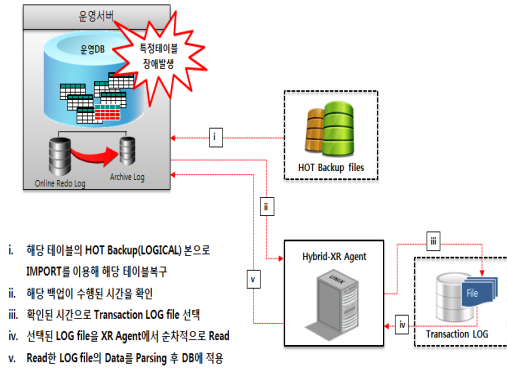 운영서버
운영DB
특정테이블
장애발생
Online Redo Log
Archive Log
i
HOT Backup files
ii
iii
Hybrid-XR Agent
UNIX
v
File
iv
Transaction LOG
i. 해당 테이블의 HOT Backup(LOGICAL) 본으로
IMPORT를 이용해 해당 테이블복구
ii. 해당 백업이 수행된 시간을 확인
iii. 확인된 시간으로 Transaction LOG file 선택
iv. 선택된 LOG file을 XR Agent에서 순차적으로 Read
v. Read한 LOG file의 Data를 Parsing 후 DB에 적용